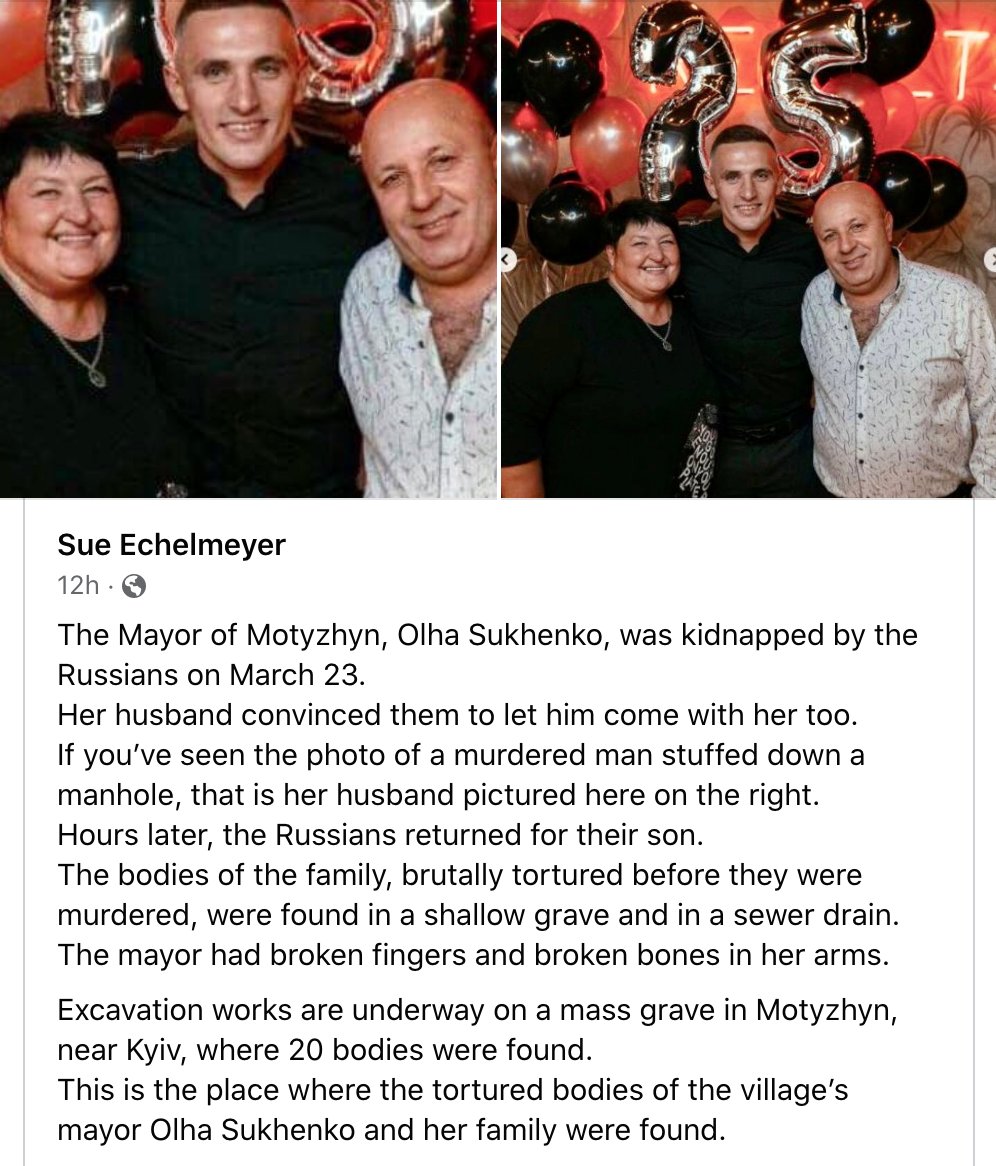 25
Sue Echelmeyer
12h ·
The Mayor of Motyzhyn, Olha Sukhenko, was kidnapped by the
Russians on March 23.
Her husband convinced them to let him come with her too.
If you’ve seen the photo of a murdered man stuffed down a
manhole, that is her husband pictured here on the right.
Hours later, the Russians returned for their son.
The bodies of the family, brutally tortured before they were
murdered, were found in a shallow grave and in a sewer drain.
The mayor had broken fingers and broken bones in her arms.
Excavation works are underway on a mass grave in Motyzhyn,
near Kyiv, where 20 bodies were found.
This is the place where the tortured bodies of the village’s
mayor Olha Sukhenko and her family were found.